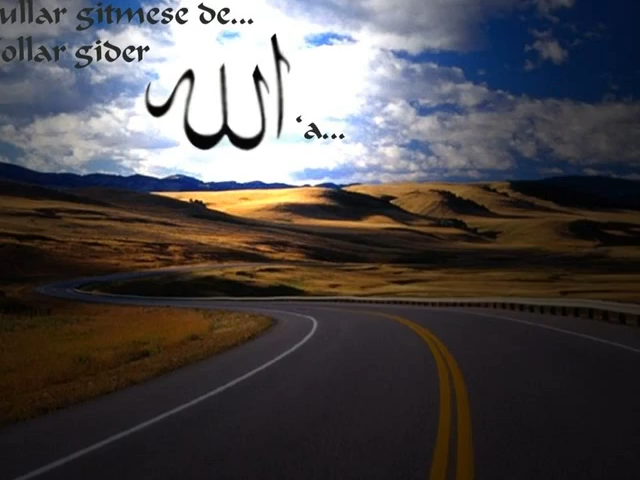 ullar gitmese de...
ollar gider
الله 'a...